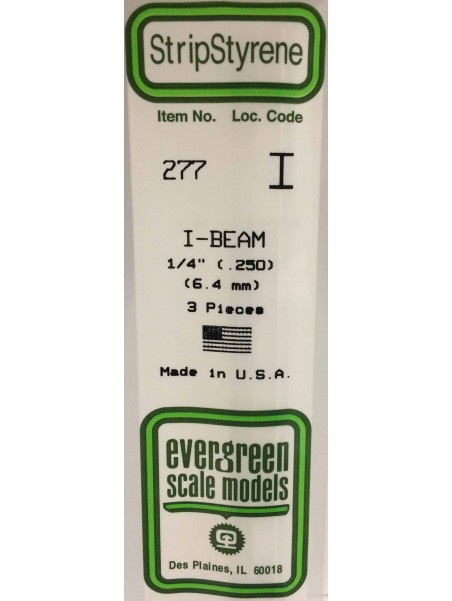 StripStyrene
Item No. Loc. Code
277 I
I-BEAM
1/4" (.250)
(6.4 mm)
3 Pieces
Made in U.S.A.
evergreen
scale models
Des Plaines, IL 60018